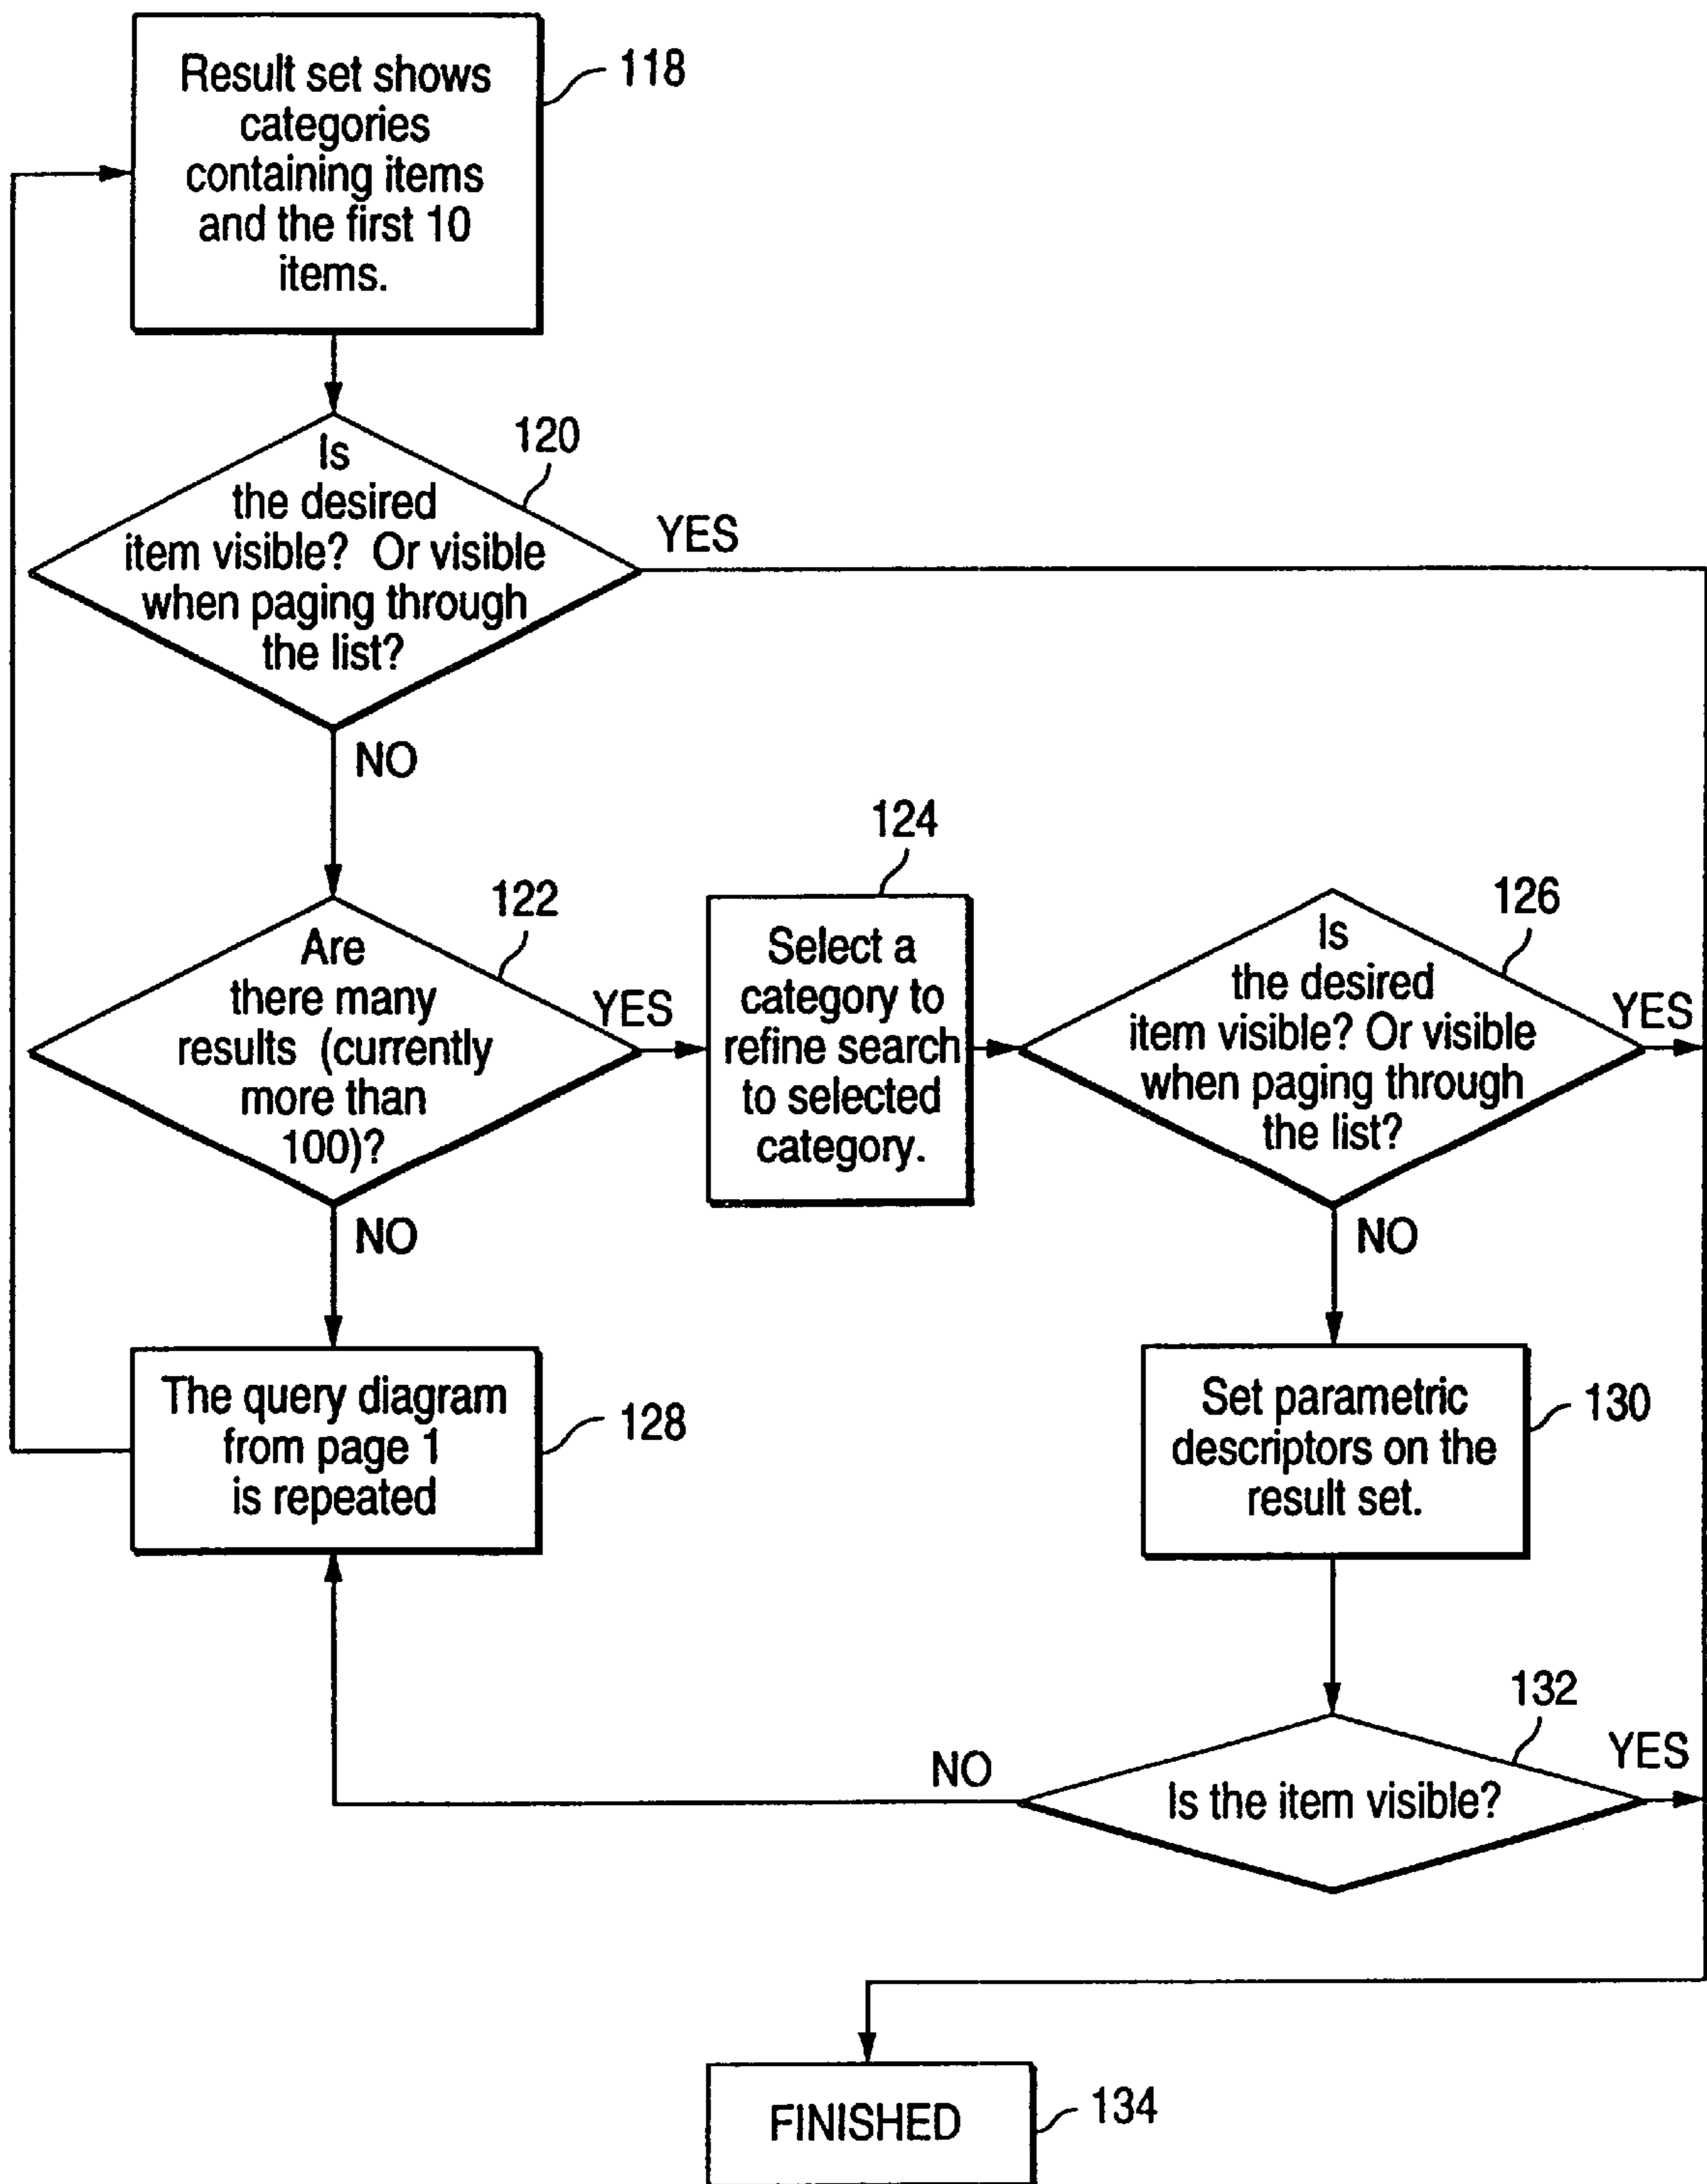 Result set shows
categories
containing items
and the first 10
items.
118
Is
the desired
item visible? Or visible
when paging through
the list?
120
YES
NO
Are
there many
results (currently
more than
100)?
122
YES
NO
Select a
category to
refine search
to selected
category.
124
Is
the desired
item visible? Or visible
when paging through
the list?
126
YES
NO
The query diagram
from page 1
is repeated
128
Set parametric
descriptors on the
result set.
130
Is the item visible?
132
YES
NO
FINISHED
134